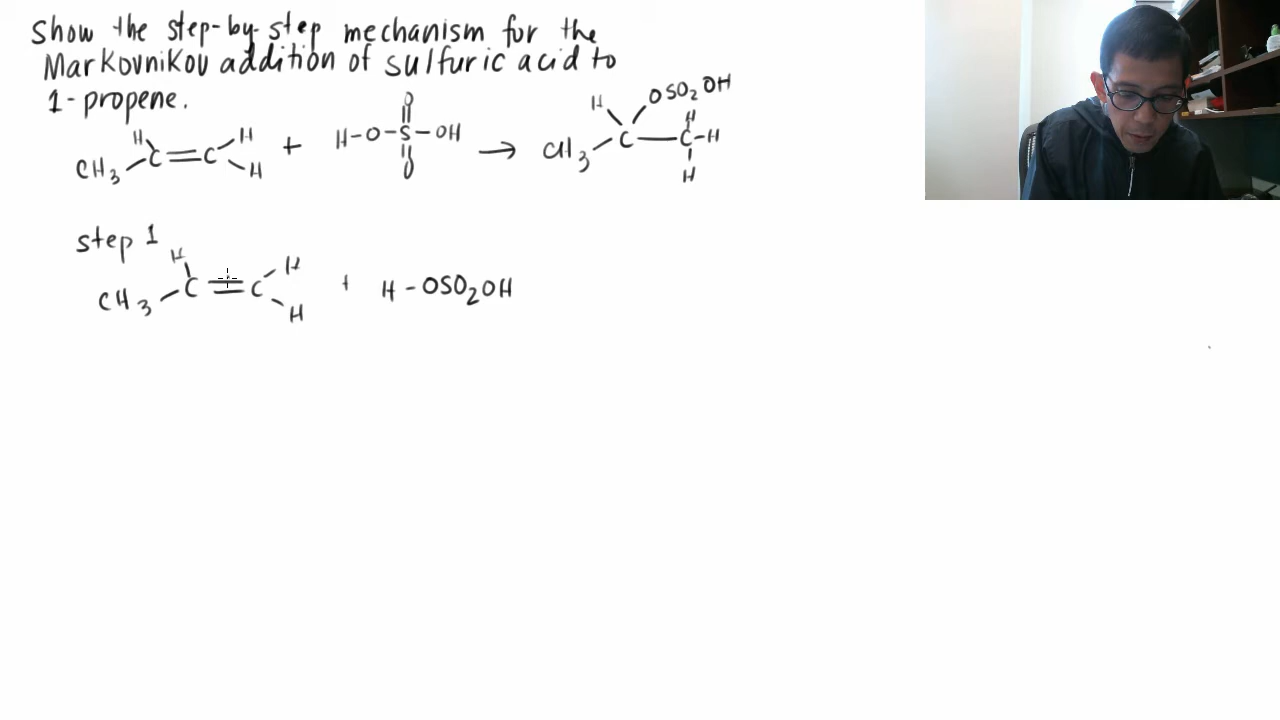 Show the step-by-step mechanism for the
Markovnikov addition of sulfuric acid to
1-propene.
H H H OSO₂OH
CH₃ C=C H + H-O-S-OH → CH₃ C-C-H
O O H H
step 1
H H
CH₃-C=C + H-OSO₂OH
H